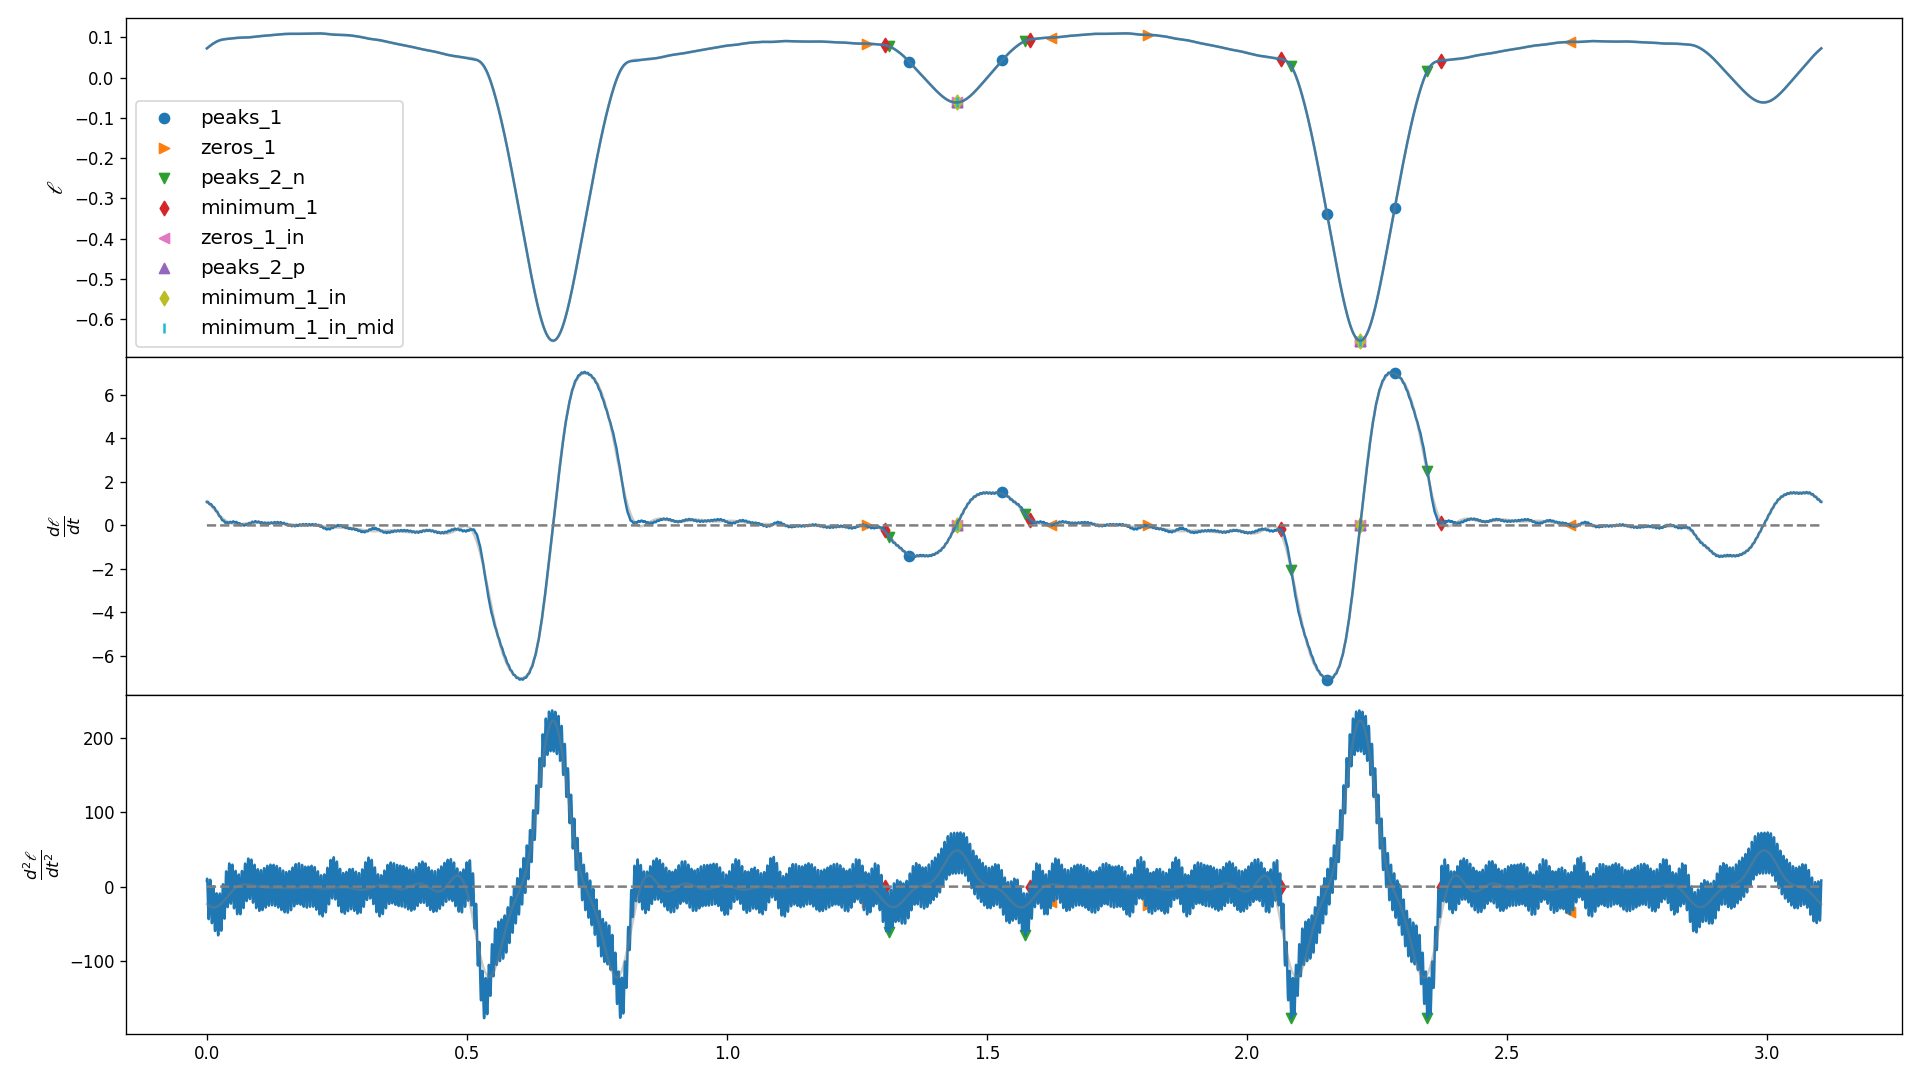 0.1
0.0
−0.1
−0.2
−0.3
−0.4
−0.5
−0.6
ℓ
peaks_1
zeros_1
peaks_2_n
minimum_1
zeros_1_in
peaks_2_p
minimum_1_in
minimum_1_in_mid
6
4
2
0
−2
−4
−6
dℓ
dt
200
100
0
−100
d²ℓ
dt²
0.0 0.5 1.0 1.5 2.0 2.5 3.0